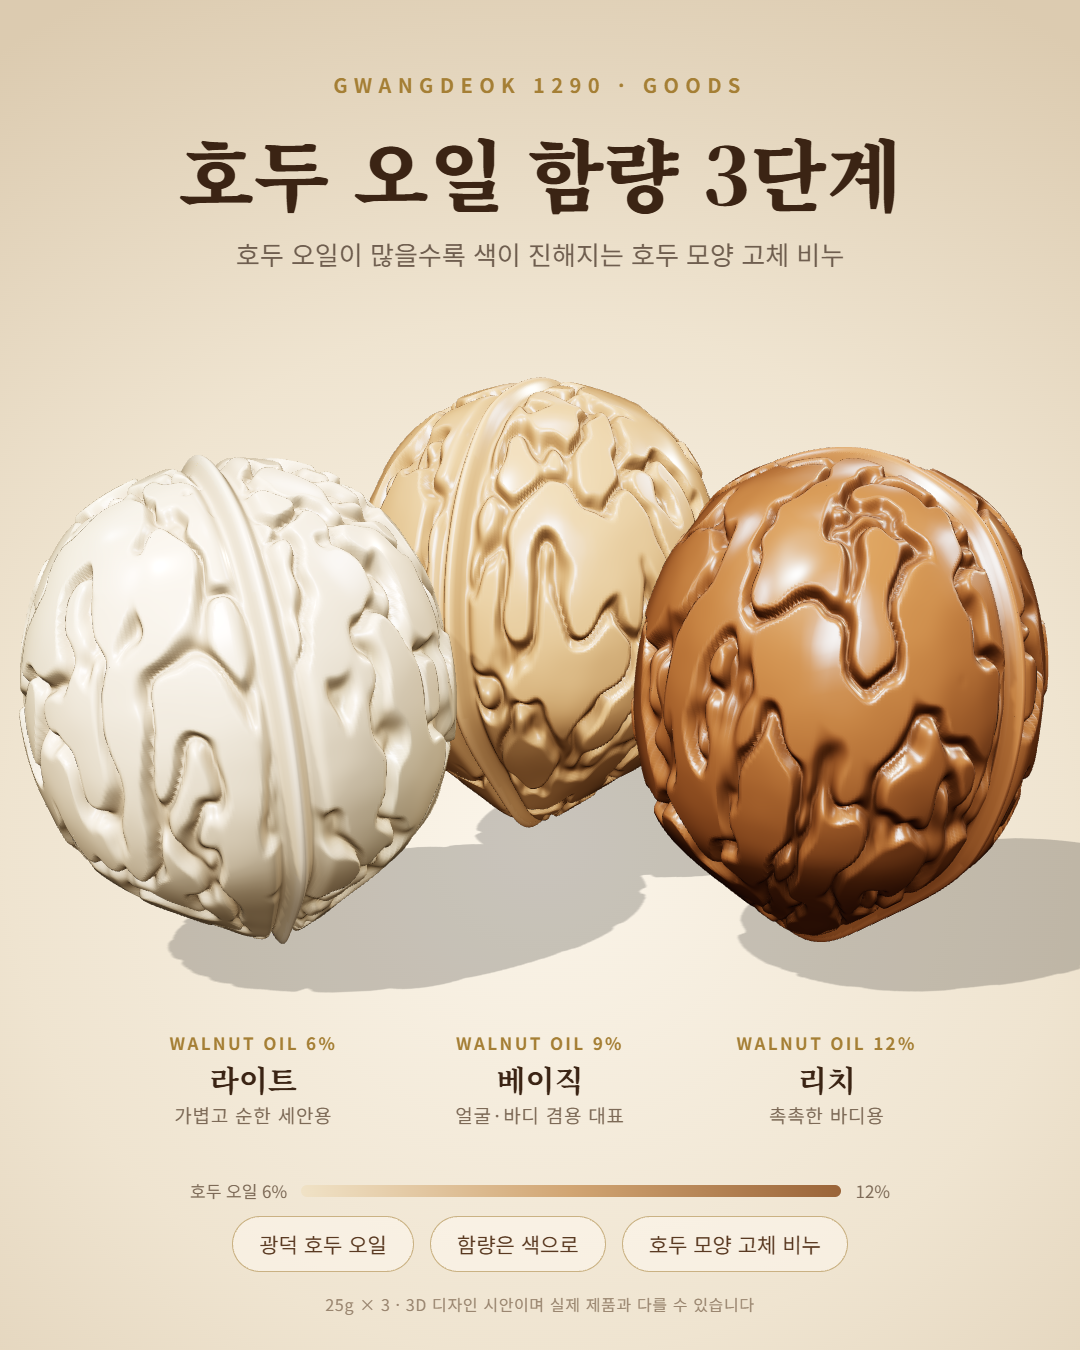 GWANGDEOK 1290 · GOODS
호두 오일 함량 3단계
호두 오일이 많을수록 색이 진해지는 호두 모양 고체 비누
WALNUT OIL 6%
라이트
가볍고 순한 세안용
WALNUT OIL 9%
베이직
얼굴·바디 겸용 대표
WALNUT OIL 12%
리치
촉촉한 바디용
호두 오일 6%
12%
광덕 호두 오일
함량은 색으로
호두 모양 고체 비누
25g × 3 · 3D 디자인 시안이며 실제 제품과 다를 수 있습니다